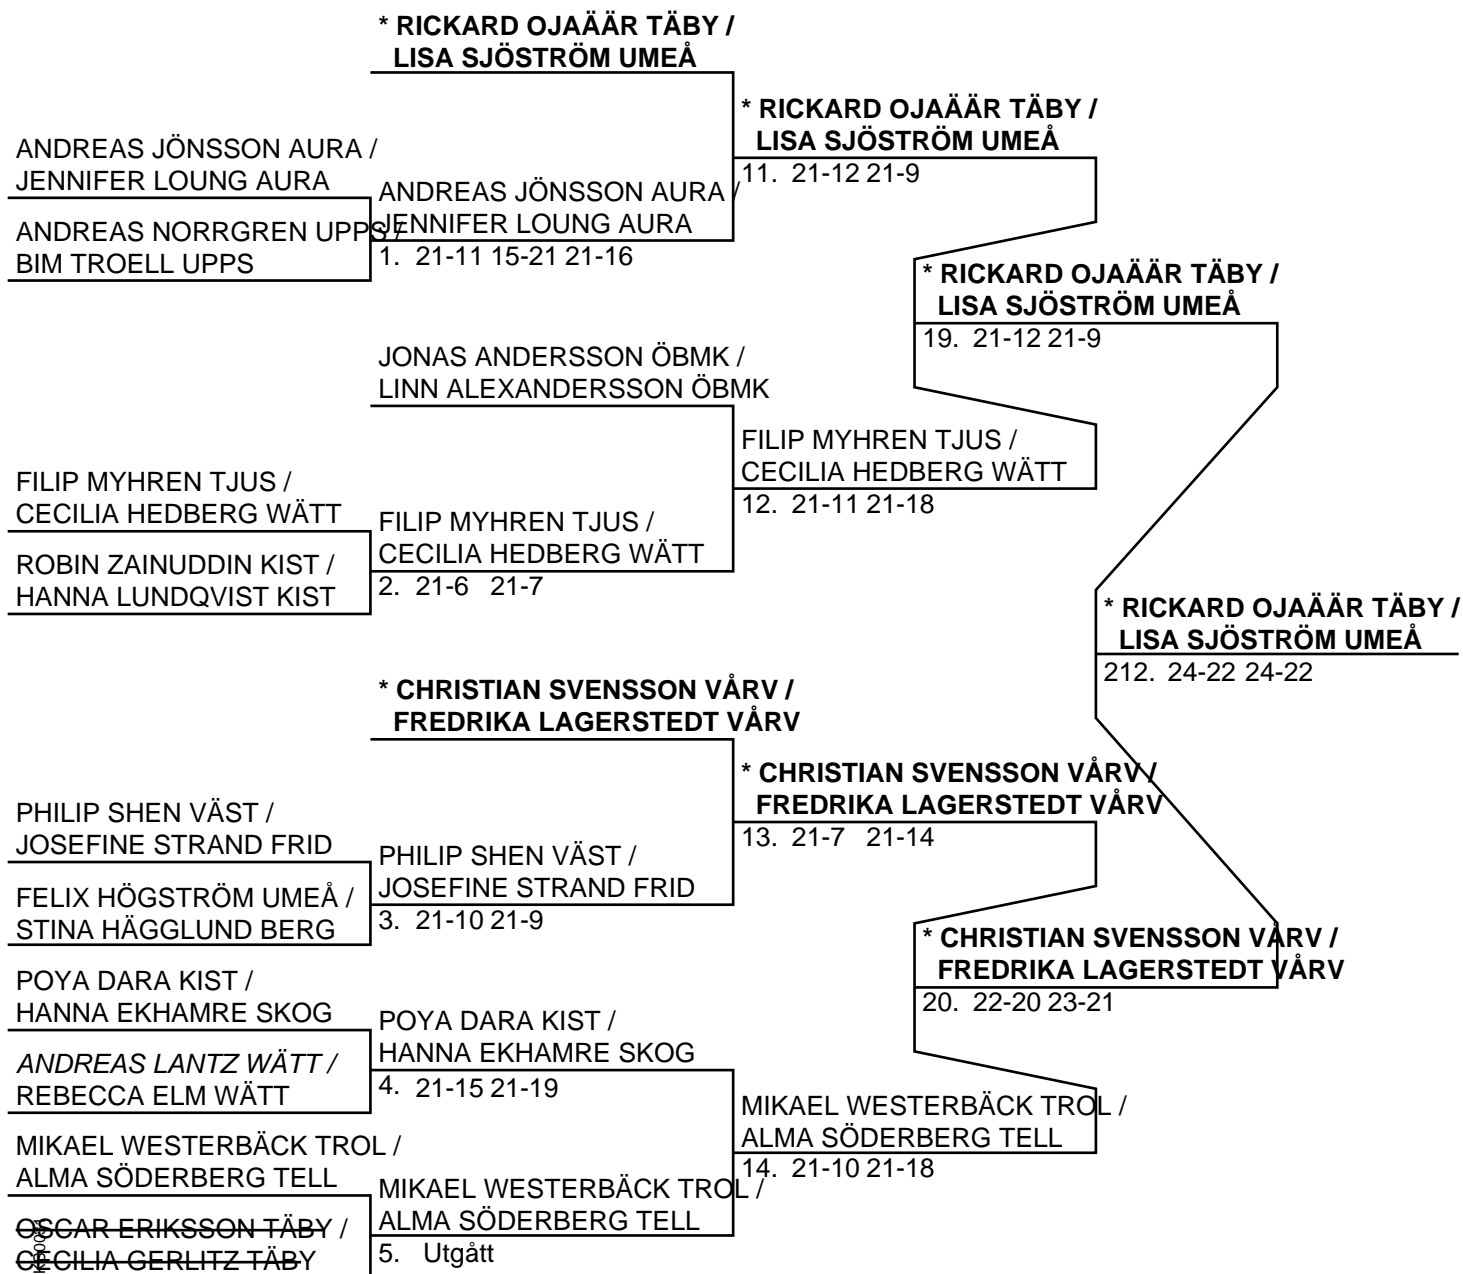 * RICKARD OJAÄÄR TÄBY /
LISA SJÖSTRÖM UMEÅ
* RICKARD OJAÄÄR TÄBY /
LISA SJÖSTRÖM UMEÅ
11. 21-12 21-9
ANDREAS JÖNSSON AURA /
JENNIFER LOUNG AURA
ANDREAS JÖNSSON AURA /
JENNIFER LOUNG AURA
1. 21-11 15-21 21-16
ANDREAS NORRGREN UPPS /
BIM TROELL UPPS
* RICKARD OJAÄÄR TÄBY /
LISA SJÖSTRÖM UMEÅ
19. 21-12 21-9
JONAS ANDERSSON ÖBMK /
LINN ALEXANDERSSON ÖBMK
FILIP MYHREN TJUS /
CECILIA HEDBERG WÄTT
12. 21-11 21-18
FILIP MYHREN TJUS /
CECILIA HEDBERG WÄTT
FILIP MYHREN TJUS /
CECILIA HEDBERG WÄTT
2. 21-6 21-7
ROBIN ZAINUDDIN KIST /
HANNA LUNDQVIST KIST
* RICKARD OJAÄÄR TÄBY /
LISA SJÖSTRÖM UMEÅ
212. 24-22 24-22
* CHRISTIAN SVENSSON VÅRV /
FREDRIKA LAGERSTEDT VÅRV
* CHRISTIAN SVENSSON VÅRV /
FREDRIKA LAGERSTEDT VÅRV
13. 21-7 21-14
PHILIP SHEN VÄST /
JOSEFINE STRAND FRID
PHILIP SHEN VÄST /
JOSEFINE STRAND FRID
3. 21-10 21-9
FELIX HÖGSTRÖM UMEÅ /
STINA HÄGGLUND BERG
* CHRISTIAN SVENSSON VÅRV /
FREDRIKA LAGERSTEDT VÅRV
20. 22-20 23-21
POYA DARA KIST /
HANNA EKHAMRE SKOG
POYA DARA KIST /
HANNA EKHAMRE SKOG
4. 21-15 21-19
ANDREAS LANTZ WÄTT /
REBECCA ELM WÄTT
MIKAEL WESTERBÄCK TROL /
ALMA SÖDERBERG TELL
14. 21-10 21-18
MIKAEL WESTERBÄCK TROL /
ALMA SÖDERBERG TELL
MIKAEL WESTERBÄCK TROL /
ALMA SÖDERBERG TELL
5. Utgått
OSCAR ERIKSSON TÄBY /
CECILIA GERLITZ TÄBY